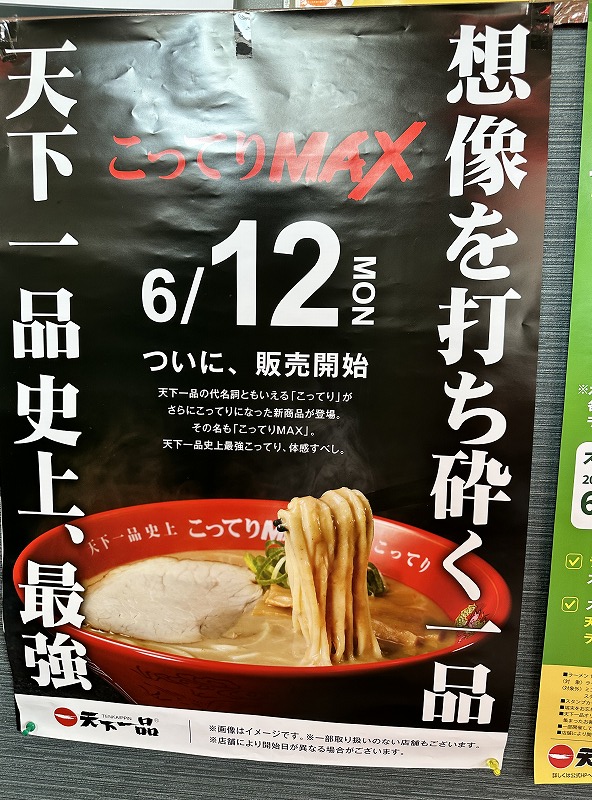 想像を打ち砕く一品
天下一品史上、最強
こってりMAX
6/12 MON
ついに、販売開始
天下一品の代名詞ともいえる「こってり」が
さらにこってりになった新商品が登場。
その名も「こってりMAX」。
天下一品史上最強こってり、体感すべし。
天下一品史上 こってりM
こってり
TENKAIPPIN
天下一品
※画像はイメージです。※一部取り扱いのない店舗もございます。
※店舗により開始日が異なる場合がございます。